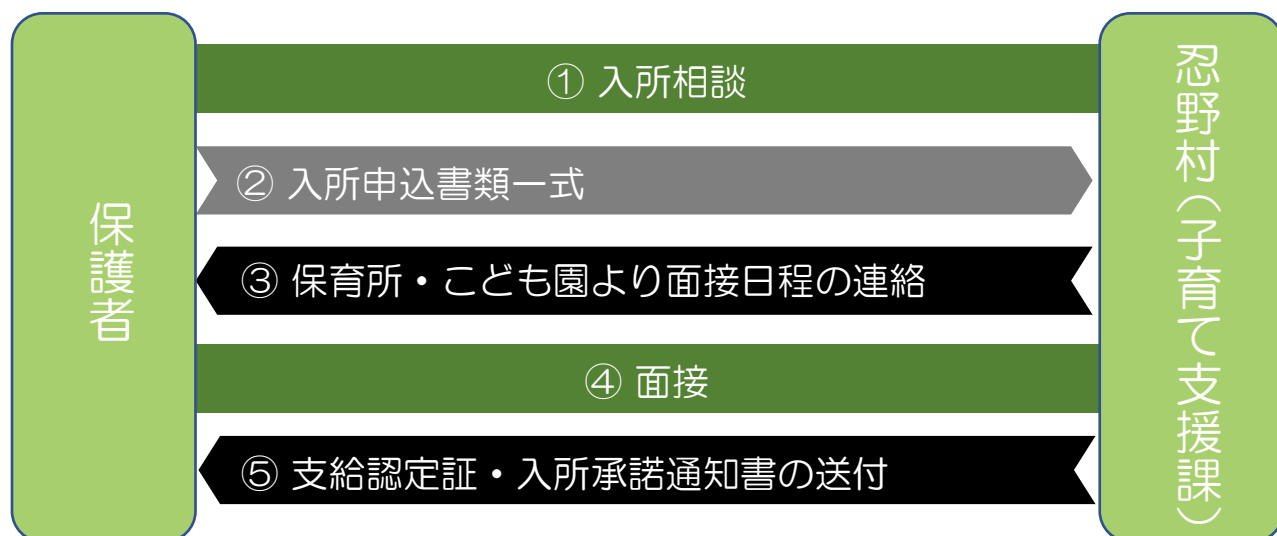 保護者
① 入所相談
② 入所申込書類一式
③ 保育所・こども園より面接日程の連絡
④ 面接
⑤ 支給認定証・入所承諾通知書の送付
忍野村（子育て支援課）